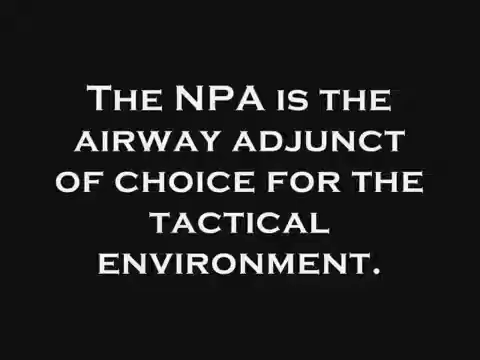 The NPA is the
airway adjunct
of choice for the
tactical
environment.